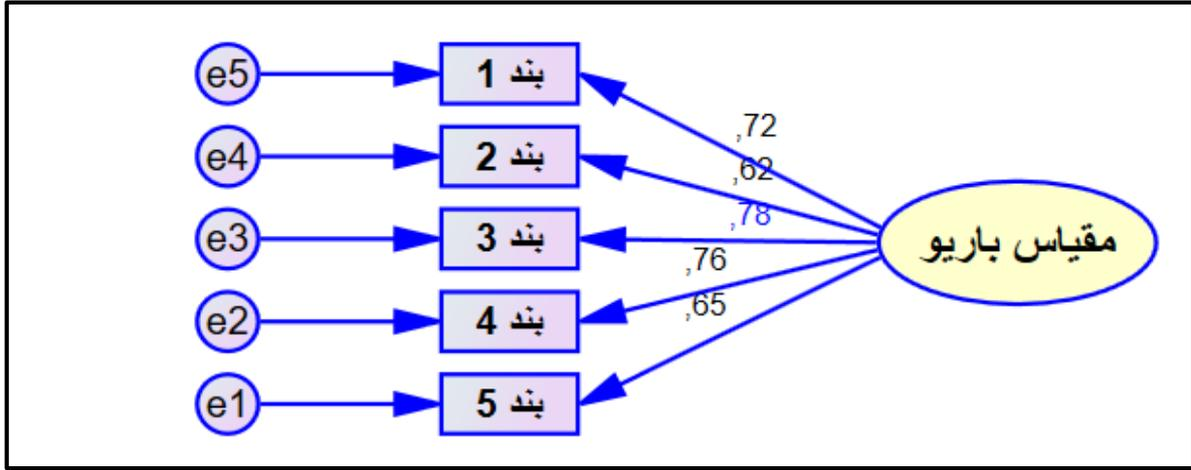 e5
بند 1
,72
e4
بند 2
,62
e3
بند 3
,78
مقياس باريو
e2
بند 4
,76
e1
بند 5
,65